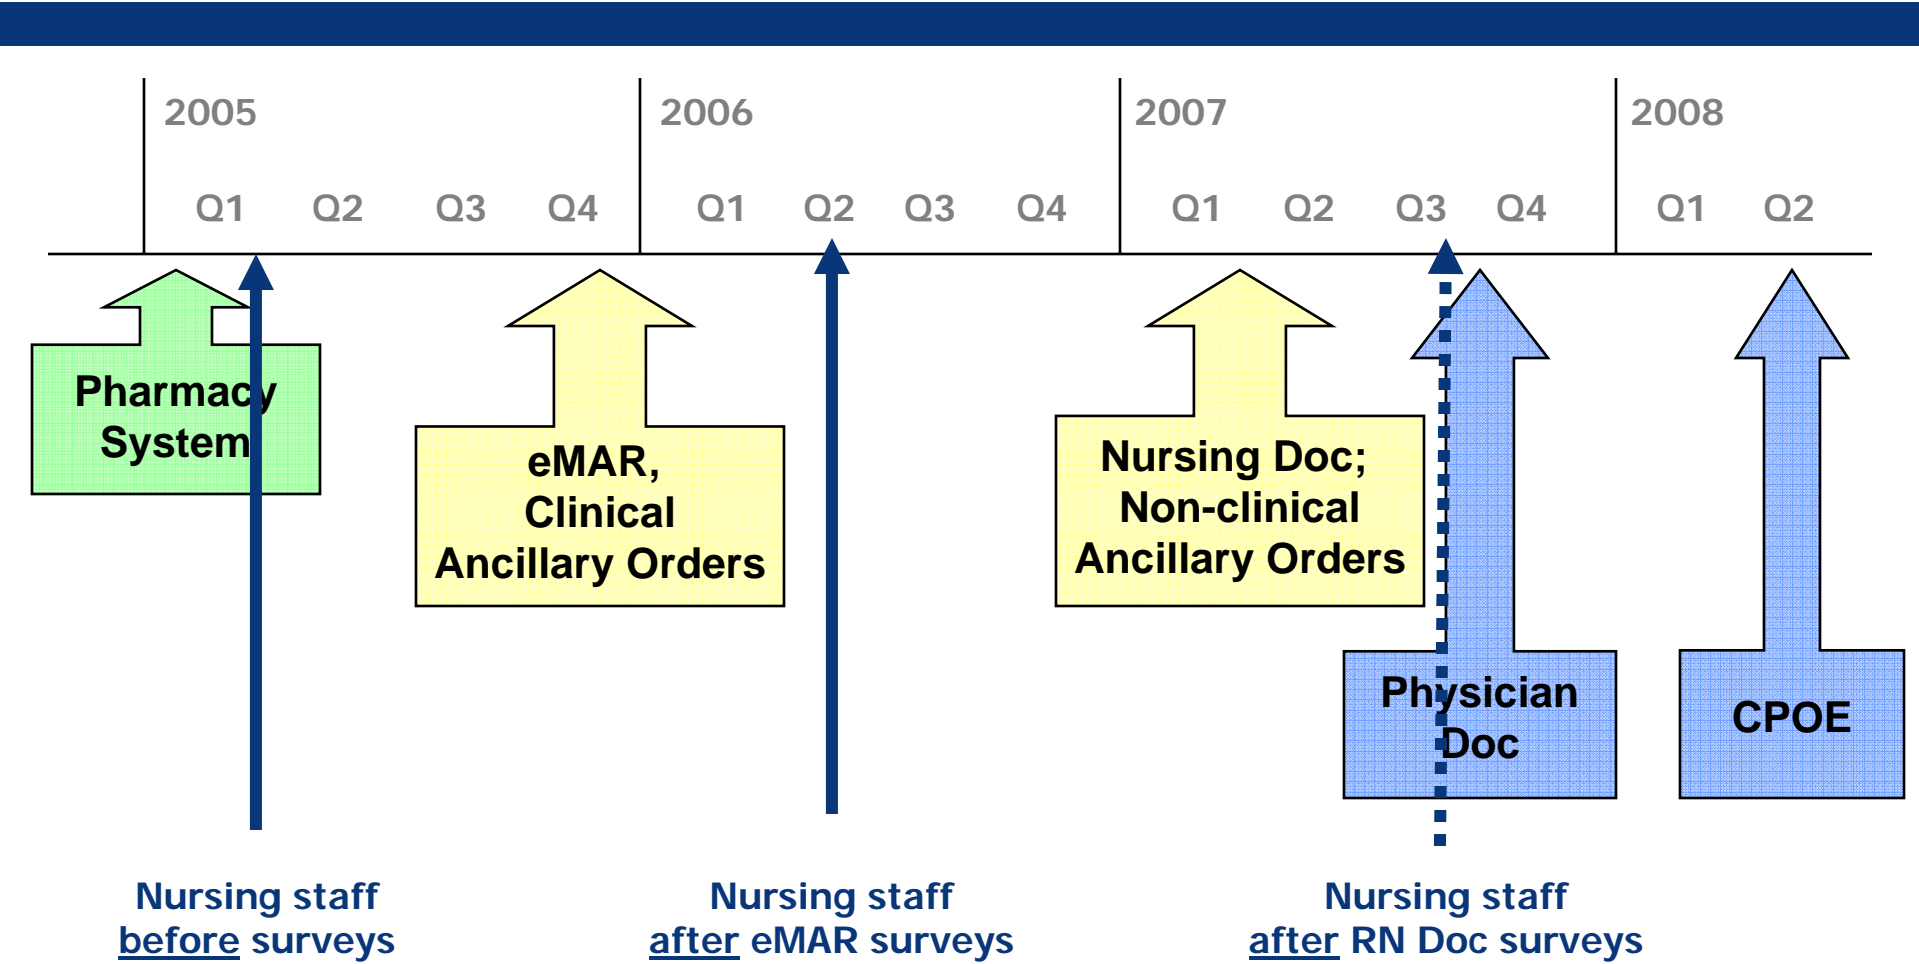 2005
2006
2007
2008
Q1 Q2 Q3 Q4 Q1 Q2 Q3 Q4 Q1 Q2 Q3 Q4 Q1 Q2
Pharmacy
System
eMAR,
Clinical
Ancillary Orders
Nursing Doc;
Non-clinical
Ancillary Orders
Physician
Doc
CPOE
Nursing staff
before surveys
Nursing staff
after eMAR surveys
Nursing staff
after RN Doc surveys